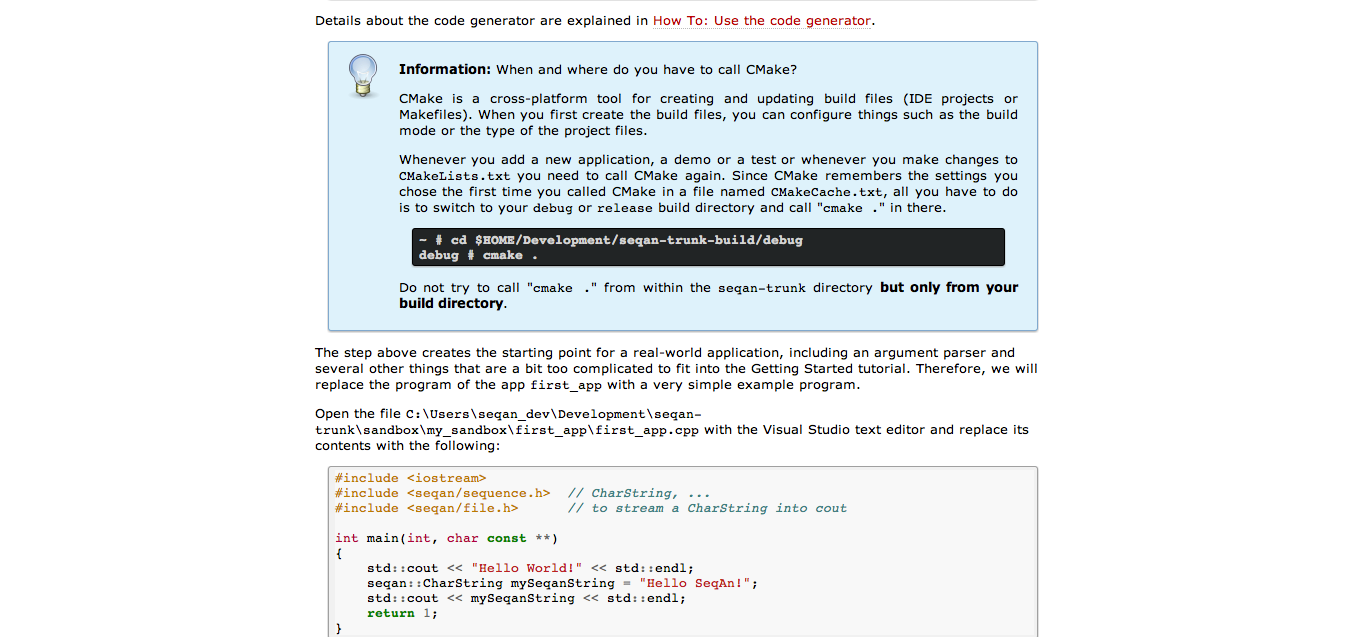 Details about the code generator are explained in How To: Use the code generator.
Information: When and where do you have to call CMake?
CMake is a cross-platform tool for creating and updating build files (IDE projects or
Makefiles). When you first create the build files, you can configure things such as the build
mode or the type of the project files.
Whenever you add a new application, a demo or a test or whenever you make changes to
CMakeLists.txt you need to call CMake again. Since CMake remembers the settings you
chose the first time you called CMake in a file named CMakeCache.txt, all you have to do
is to switch to your debug or release build directory and call "cmake ." in there.
~ # cd $HOME/Development/seqan-trunk-build/debug
debug # cmake .
Do not try to call "cmake ." from within the seqan-trunk directory but only from your
build directory.
The step above creates the starting point for a real-world application, including an argument parser and
several other things that are a bit too complicated to fit into the Getting Started tutorial. Therefore, we will
replace the program of the app first_app with a very simple example program.
Open the file C:\Users\seqan_dev\Development\seqan-
trunk\sandbox\my_sandbox\first_app\first_app.cpp with the Visual Studio text editor and replace its
contents with the following:
#include <iostream>
#include <seqan/sequence.h>  // CharString, ...
#include <seqan/file.h>      // to stream a CharString into cout
int main(int, char const **)
{
    std::cout << "Hello World!" << std::endl;
    seqan::CharString mySeqanString = "Hello SeqAn!";
    std::cout << mySeqanString << std::endl;
    return 1;
}